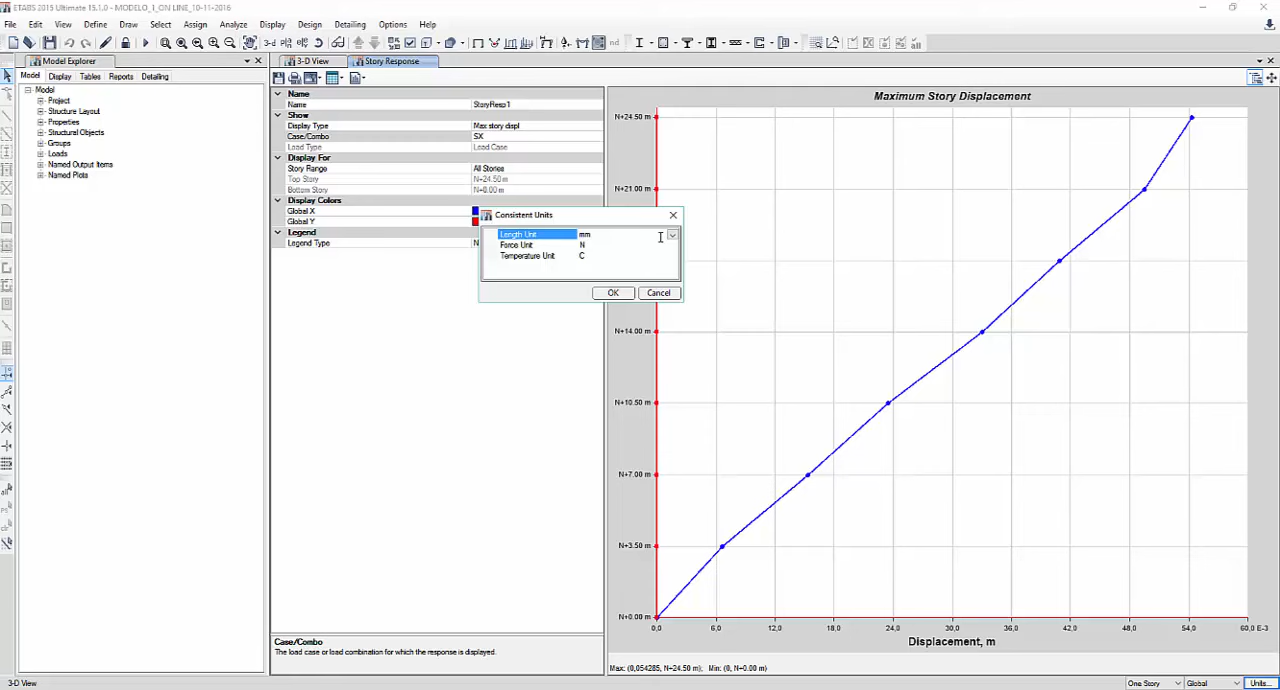 ETABS 2015 Ultimate 15.1.0 - MODELO_I_ON LINE_10-11-2016
File Edit View Define Draw Select Assign Analyze Display Design Detailing Options Help
3-d
nd
all
Model Explorer
3-D View
Story Response
Model Display Tables Reports Detailing
Model
Project
Structure Layout
Properties
Structural Objects
Groups
Loads
Named Output Items
Named Plots
Name
Name StoryResp1
Show
Display Type Max story displ
Case/Combo SX
Load Type Load Case
Display For
Story Range All Stories
Top Story N+24.50 m
Bottom Story N+0.00 m
Display Colors
Global X
Global Y
Legend
Legend Type N
Consistent Units
Length Unit mm
Force Unit N
Temperature Unit C
OK Cancel
Case/Combo
The load case or load combination for which the response is displayed.
Maximum Story Displacement
N+24.50 m
N+21.00 m
N+14.00 m
N+10.50 m
N+7.00 m
N+3.50 m
N+0.00 m
0,0 6,0 12,0 18,0 24,0 30,0 36,0 42,0 48,0 54,0 60,0 E-3
Displacement, m
Max: (0,054285, N+24.50 m); Min: (0, N+0.00 m)
3-D View
One Story Global Units...